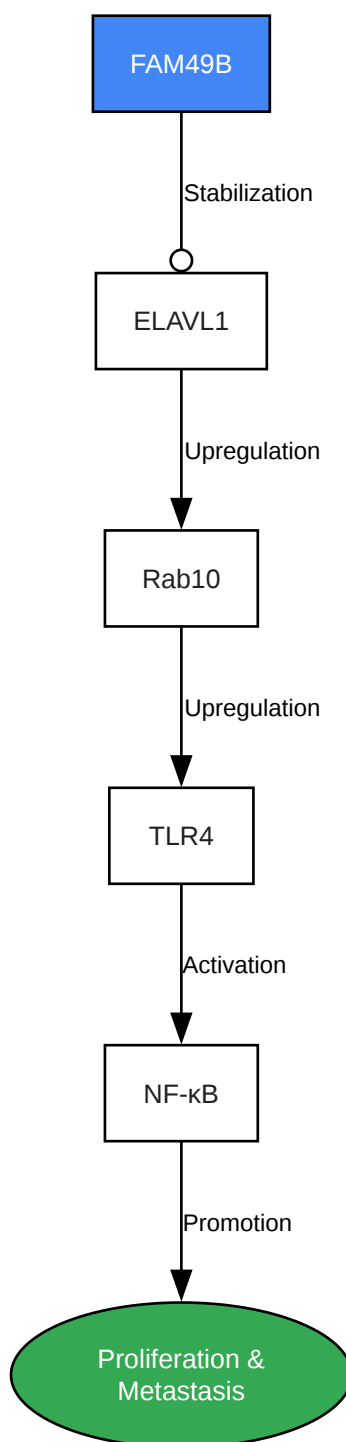 FAM49B
Stabilization
ELAVL1
Upregulation
Rab10
Upregulation
TLR4
Activation
NF-κB
Promotion
Proliferation &
Metastasis